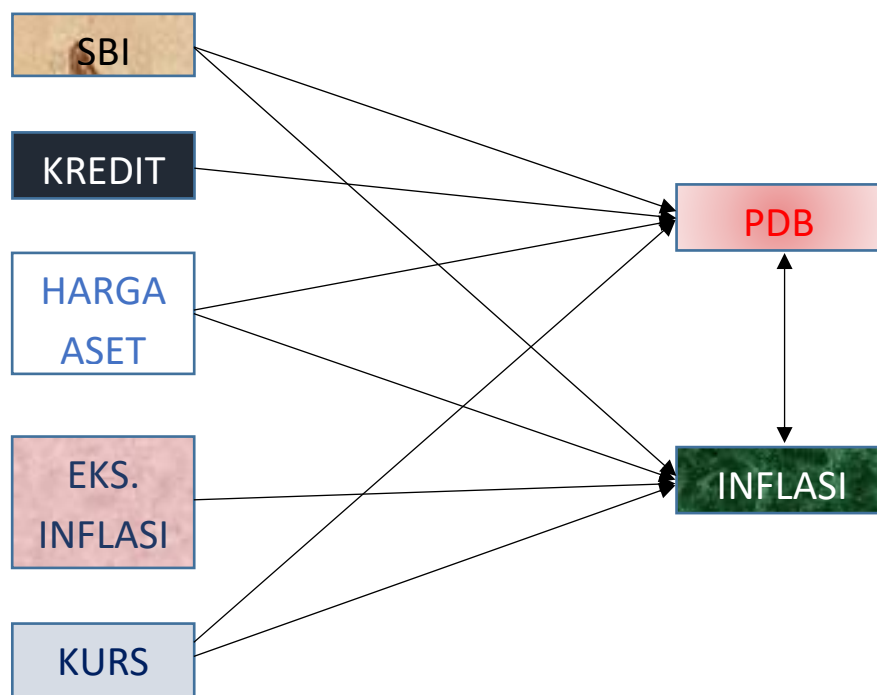 SBI
KREDIT
HARGA
ASET
EKS.
INFLASI
KURS
PDB
INFLASI